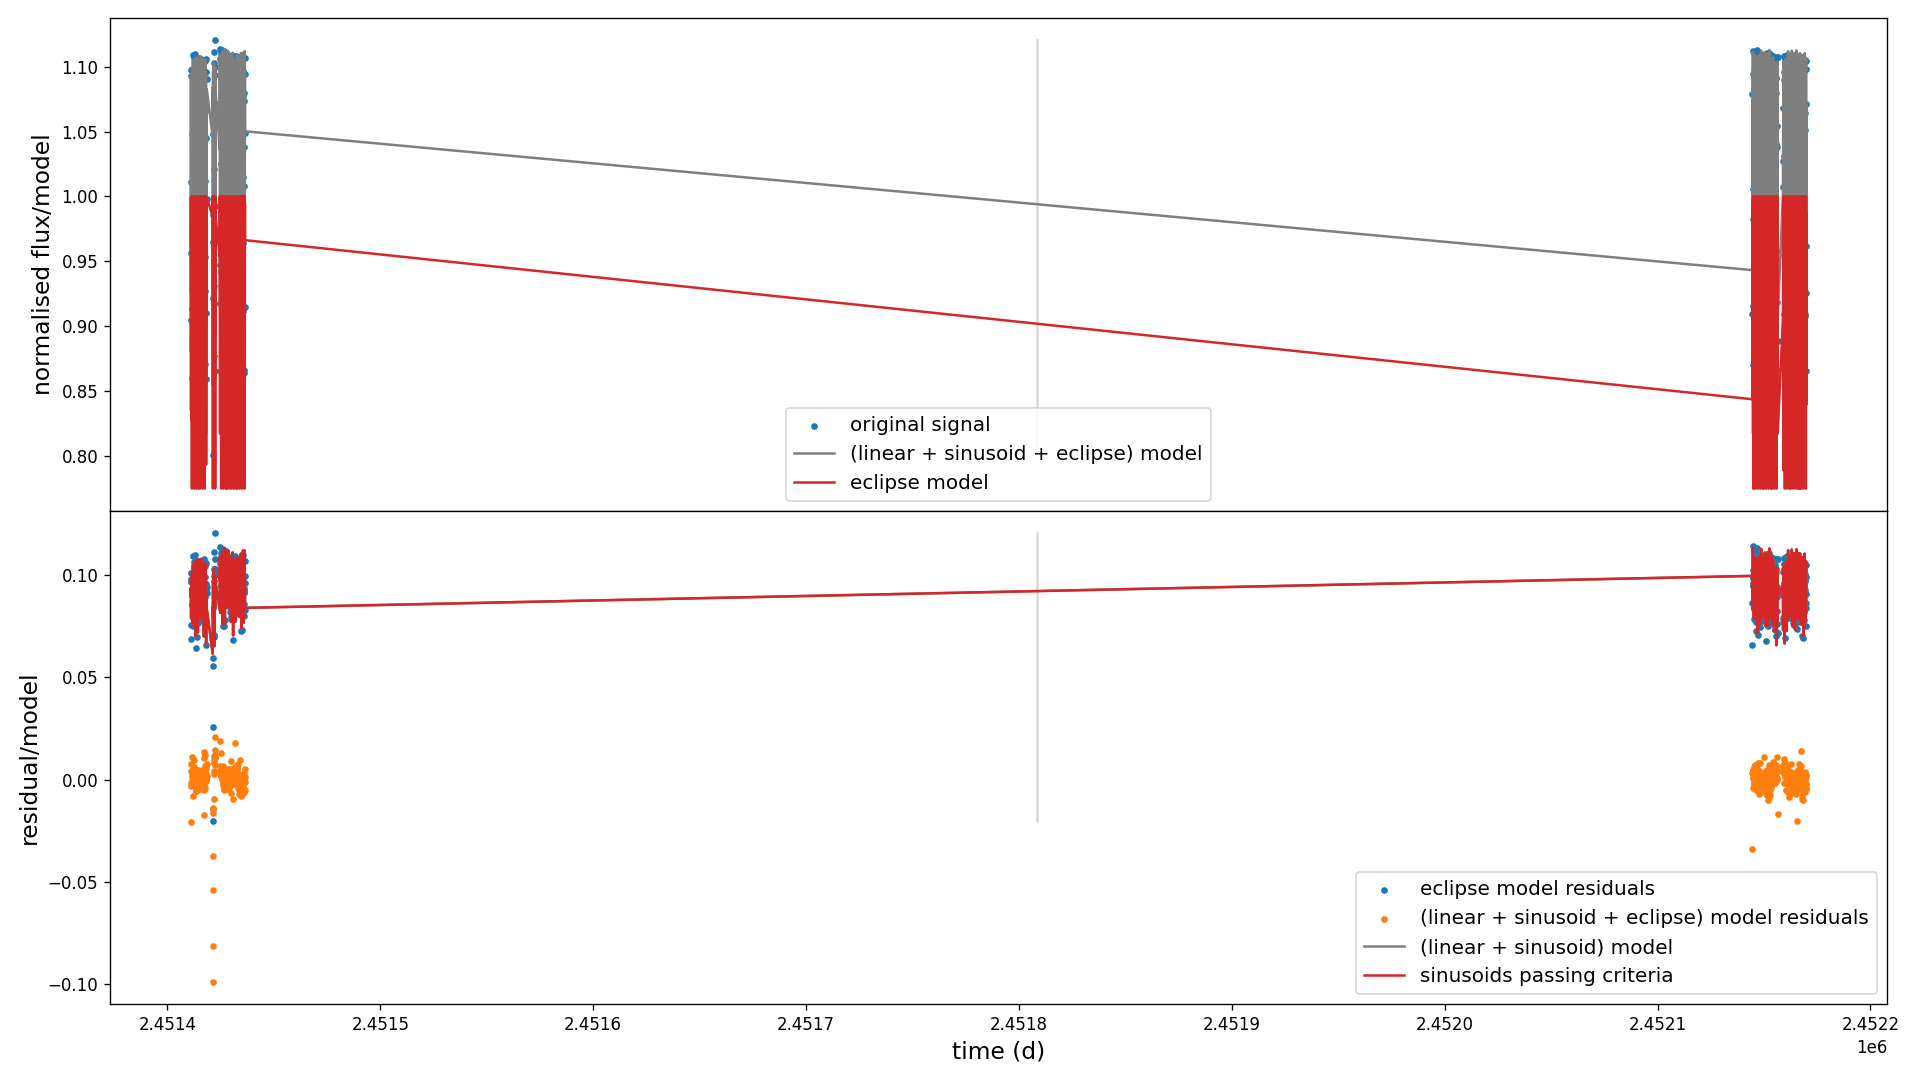 1.10
1.05
1.00
0.95
0.90
0.85
0.80
normalised flux/model
original signal
(linear + sinusoid + eclipse) model
eclipse model
0.10
0.05
0.00
−0.05
−0.10
residual/model
eclipse model residuals
(linear + sinusoid + eclipse) model residuals
(linear + sinusoid) model
sinusoids passing criteria
2.4514 2.4515 2.4516 2.4517 2.4518 2.4519 2.4520 2.4521 2.4522
1e6
time (d)